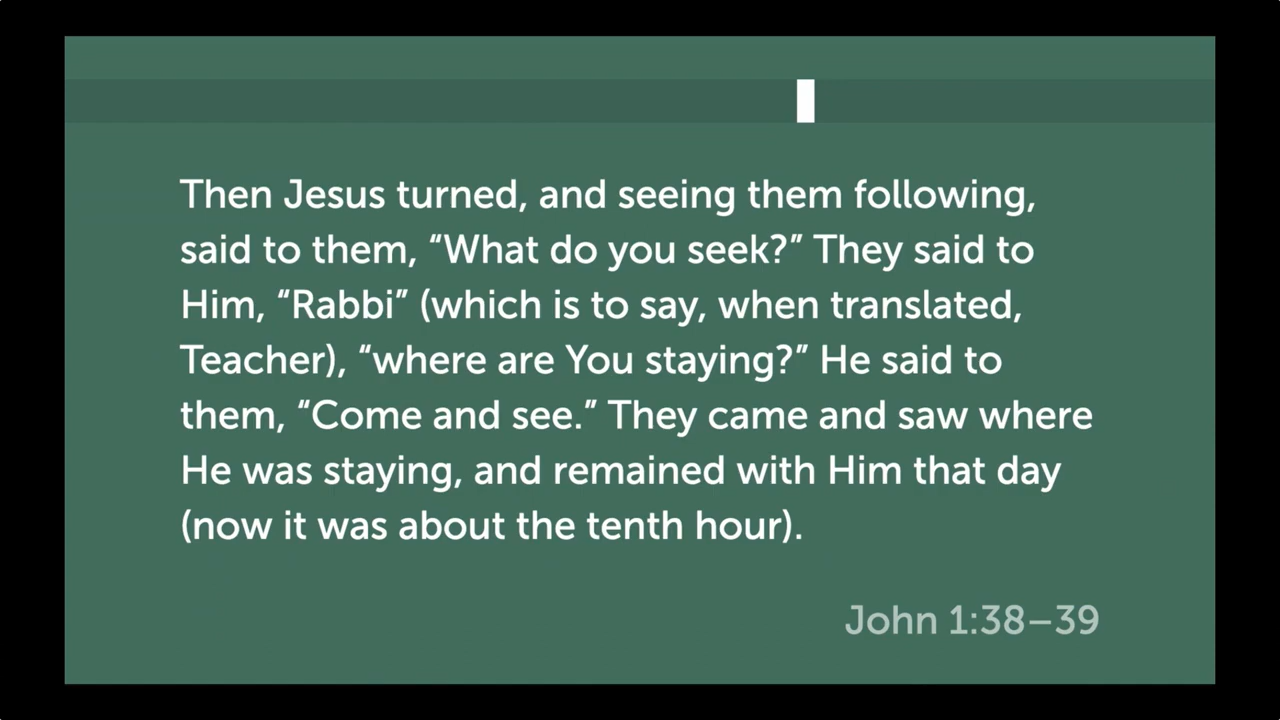 Then Jesus turned, and seeing them following,
said to them, “What do you seek?” They said to
Him, “Rabbi” (which is to say, when translated,
Teacher), “where are You staying?” He said to
them, “Come and see.” They came and saw where
He was staying, and remained with Him that day
(now it was about the tenth hour).
John 1:38–39